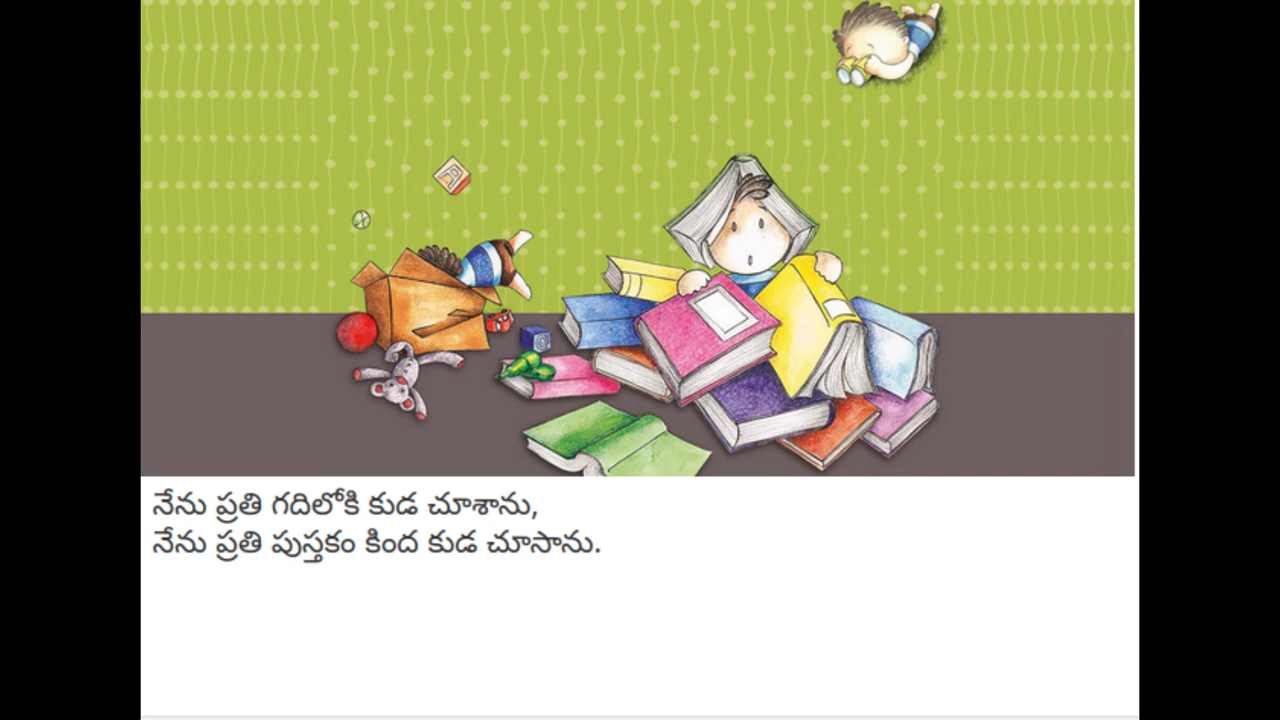 నేను ప్రతి గదిలోకి కుడ చూశాను,
నేను ప్రతి పుస్తకం కింద కుడ చూసాను.